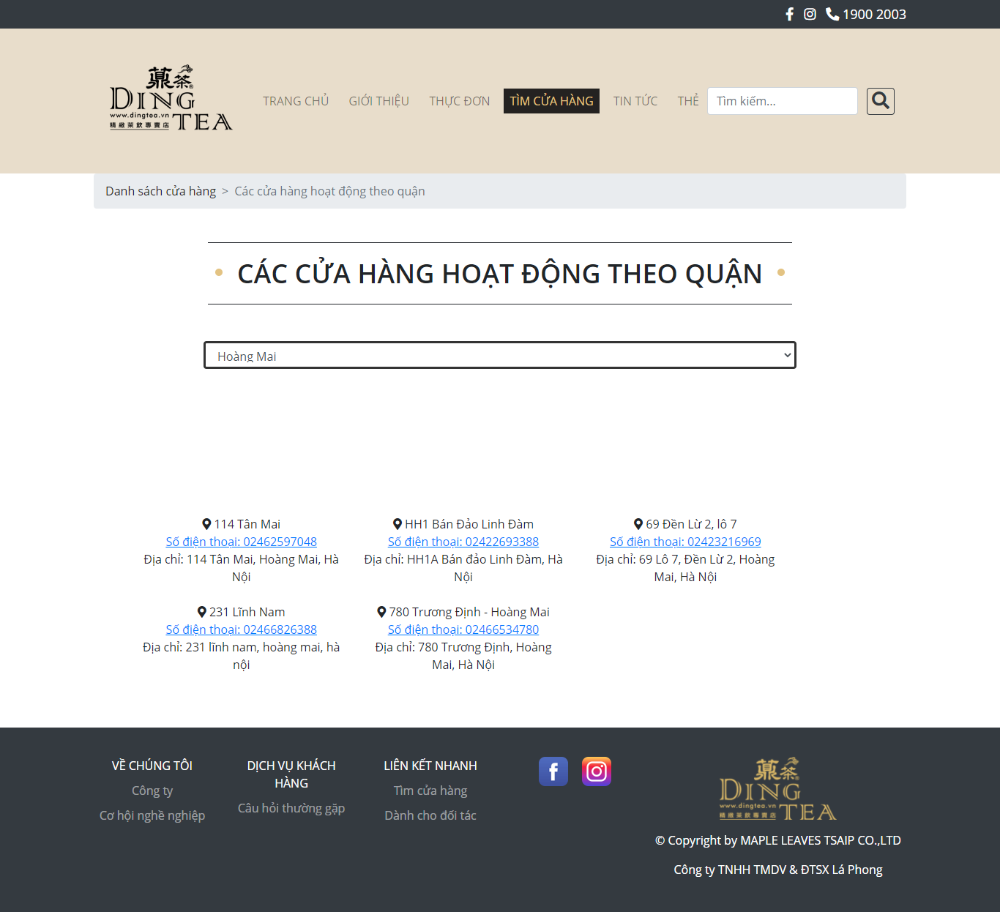 1900 2003
薡茶®
DING TEA
www.dingtea.vn
精緻茶飲專賣店
TRANG CHỦ
GIỚI THIỆU
THỰC ĐƠN
TÌM CỬA HÀNG
TIN TỨC
THẺ
Tìm kiếm...
Danh sách cửa hàng > Các cửa hàng hoạt động theo quận
CÁC CỬA HÀNG HOẠT ĐỘNG THEO QUẬN
Hoàng Mai
114 Tân Mai
Số điện thoại: 02462597048
Địa chỉ: 114 Tân Mai, Hoàng Mai, Hà
Nội
HH1 Bán Đảo Linh Đàm
Số điện thoại: 02422693388
Địa chỉ: HH1A Bán đảo Linh Đàm, Hà
Nội
69 Đền Lừ 2, lô 7
Số điện thoại: 02423216969
Địa chỉ: 69 Lô 7, Đền Lừ 2, Hoàng
Mai, Hà Nội
231 Lĩnh Nam
Số điện thoại: 02466826388
Địa chỉ: 231 lĩnh nam, hoàng mai, hà
nội
780 Trương Định - Hoàng Mai
Số điện thoại: 02466534780
Địa chỉ: 780 Trương Định, Hoàng
Mai, Hà Nội
VỀ CHÚNG TÔI
Công ty
Cơ hội nghề nghiệp
DỊCH VỤ KHÁCH
HÀNG
Câu hỏi thường gặp
LIÊN KẾT NHANH
Tìm cửa hàng
Dành cho đối tác
薡茶®
DING TEA
www.dingtea.vn
精緻茶飲專賣店
© Copyright by MAPLE LEAVES TSAIP CO.,LTD
Công ty TNHH TMDV & ĐTSX Lá Phong